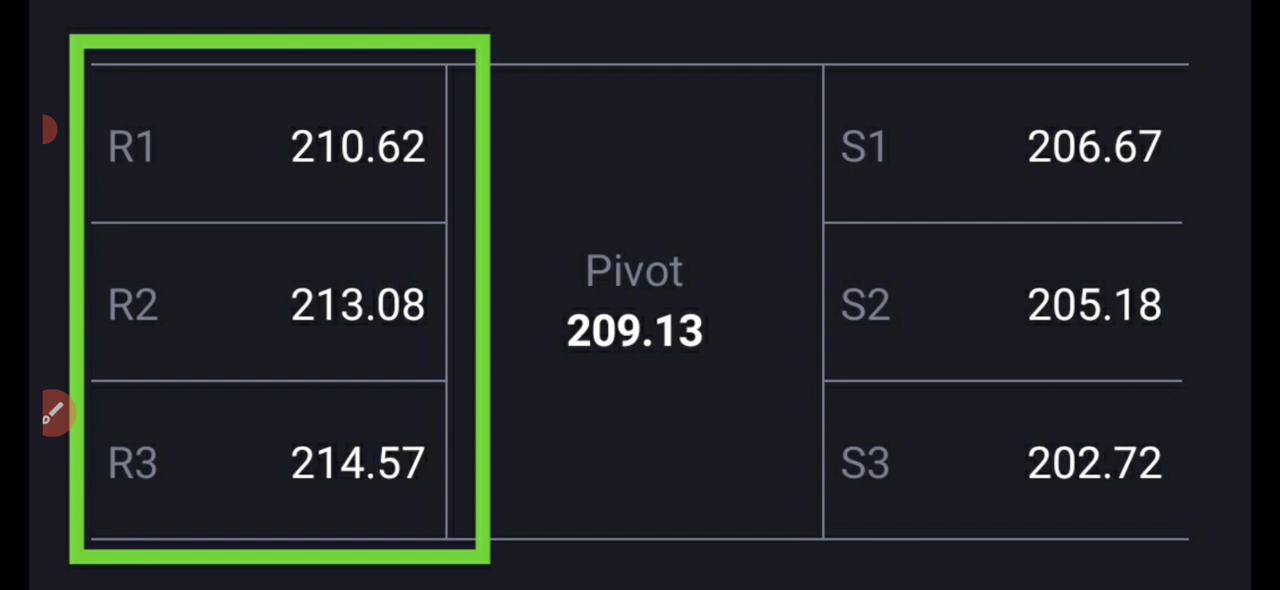 R1 210.62
R2 213.08
R3 214.57
Pivot
209.13
S1 206.67
S2 205.18
S3 202.72